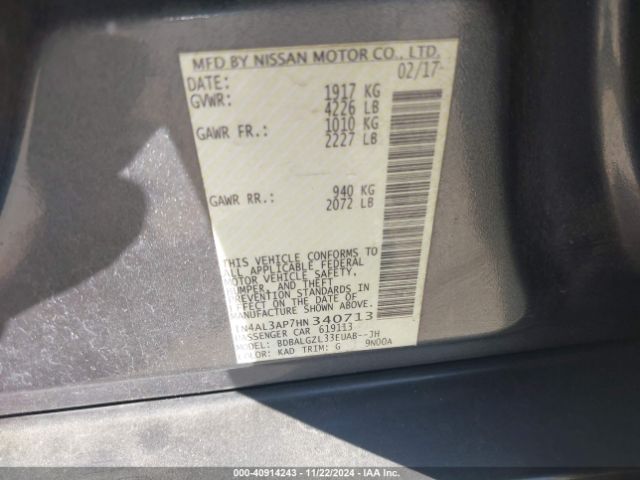 MFD BY NISSAN MOTOR CO., LTD.
DATE: 02/17
GVWR: 1917 KG
4226 LB
GAWR FR.: 1010 KG
2227 LB
GAWR RR.: 940 KG
2072 LB
THIS VEHICLE CONFORMS TO
ALL APPLICABLE FEDERAL
MOTOR VEHICLE SAFETY,
BUMPER, AND THEFT
PREVENTION STANDARDS IN
EFFECT ON THE DATE OF
MANUFACTURE SHOWN ABOVE.
1N4AL3AP7HN 340713
PASSENGER CAR 619113
MODEL: BDBALGZL33EUAB--JH
COLOR: KAD TRIM: G 9N00A
000-40914243 - 11/22/2024 - IAA Inc.